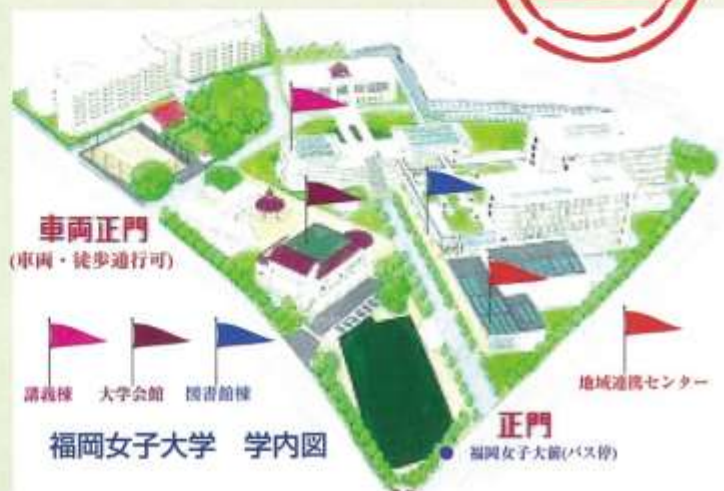 車両正門
(車両・徒歩通行可)
講義棟
大学会館
図書館棟
地域連携センター
福岡女子大学 学内図
正門
福岡女子大前(バス停)